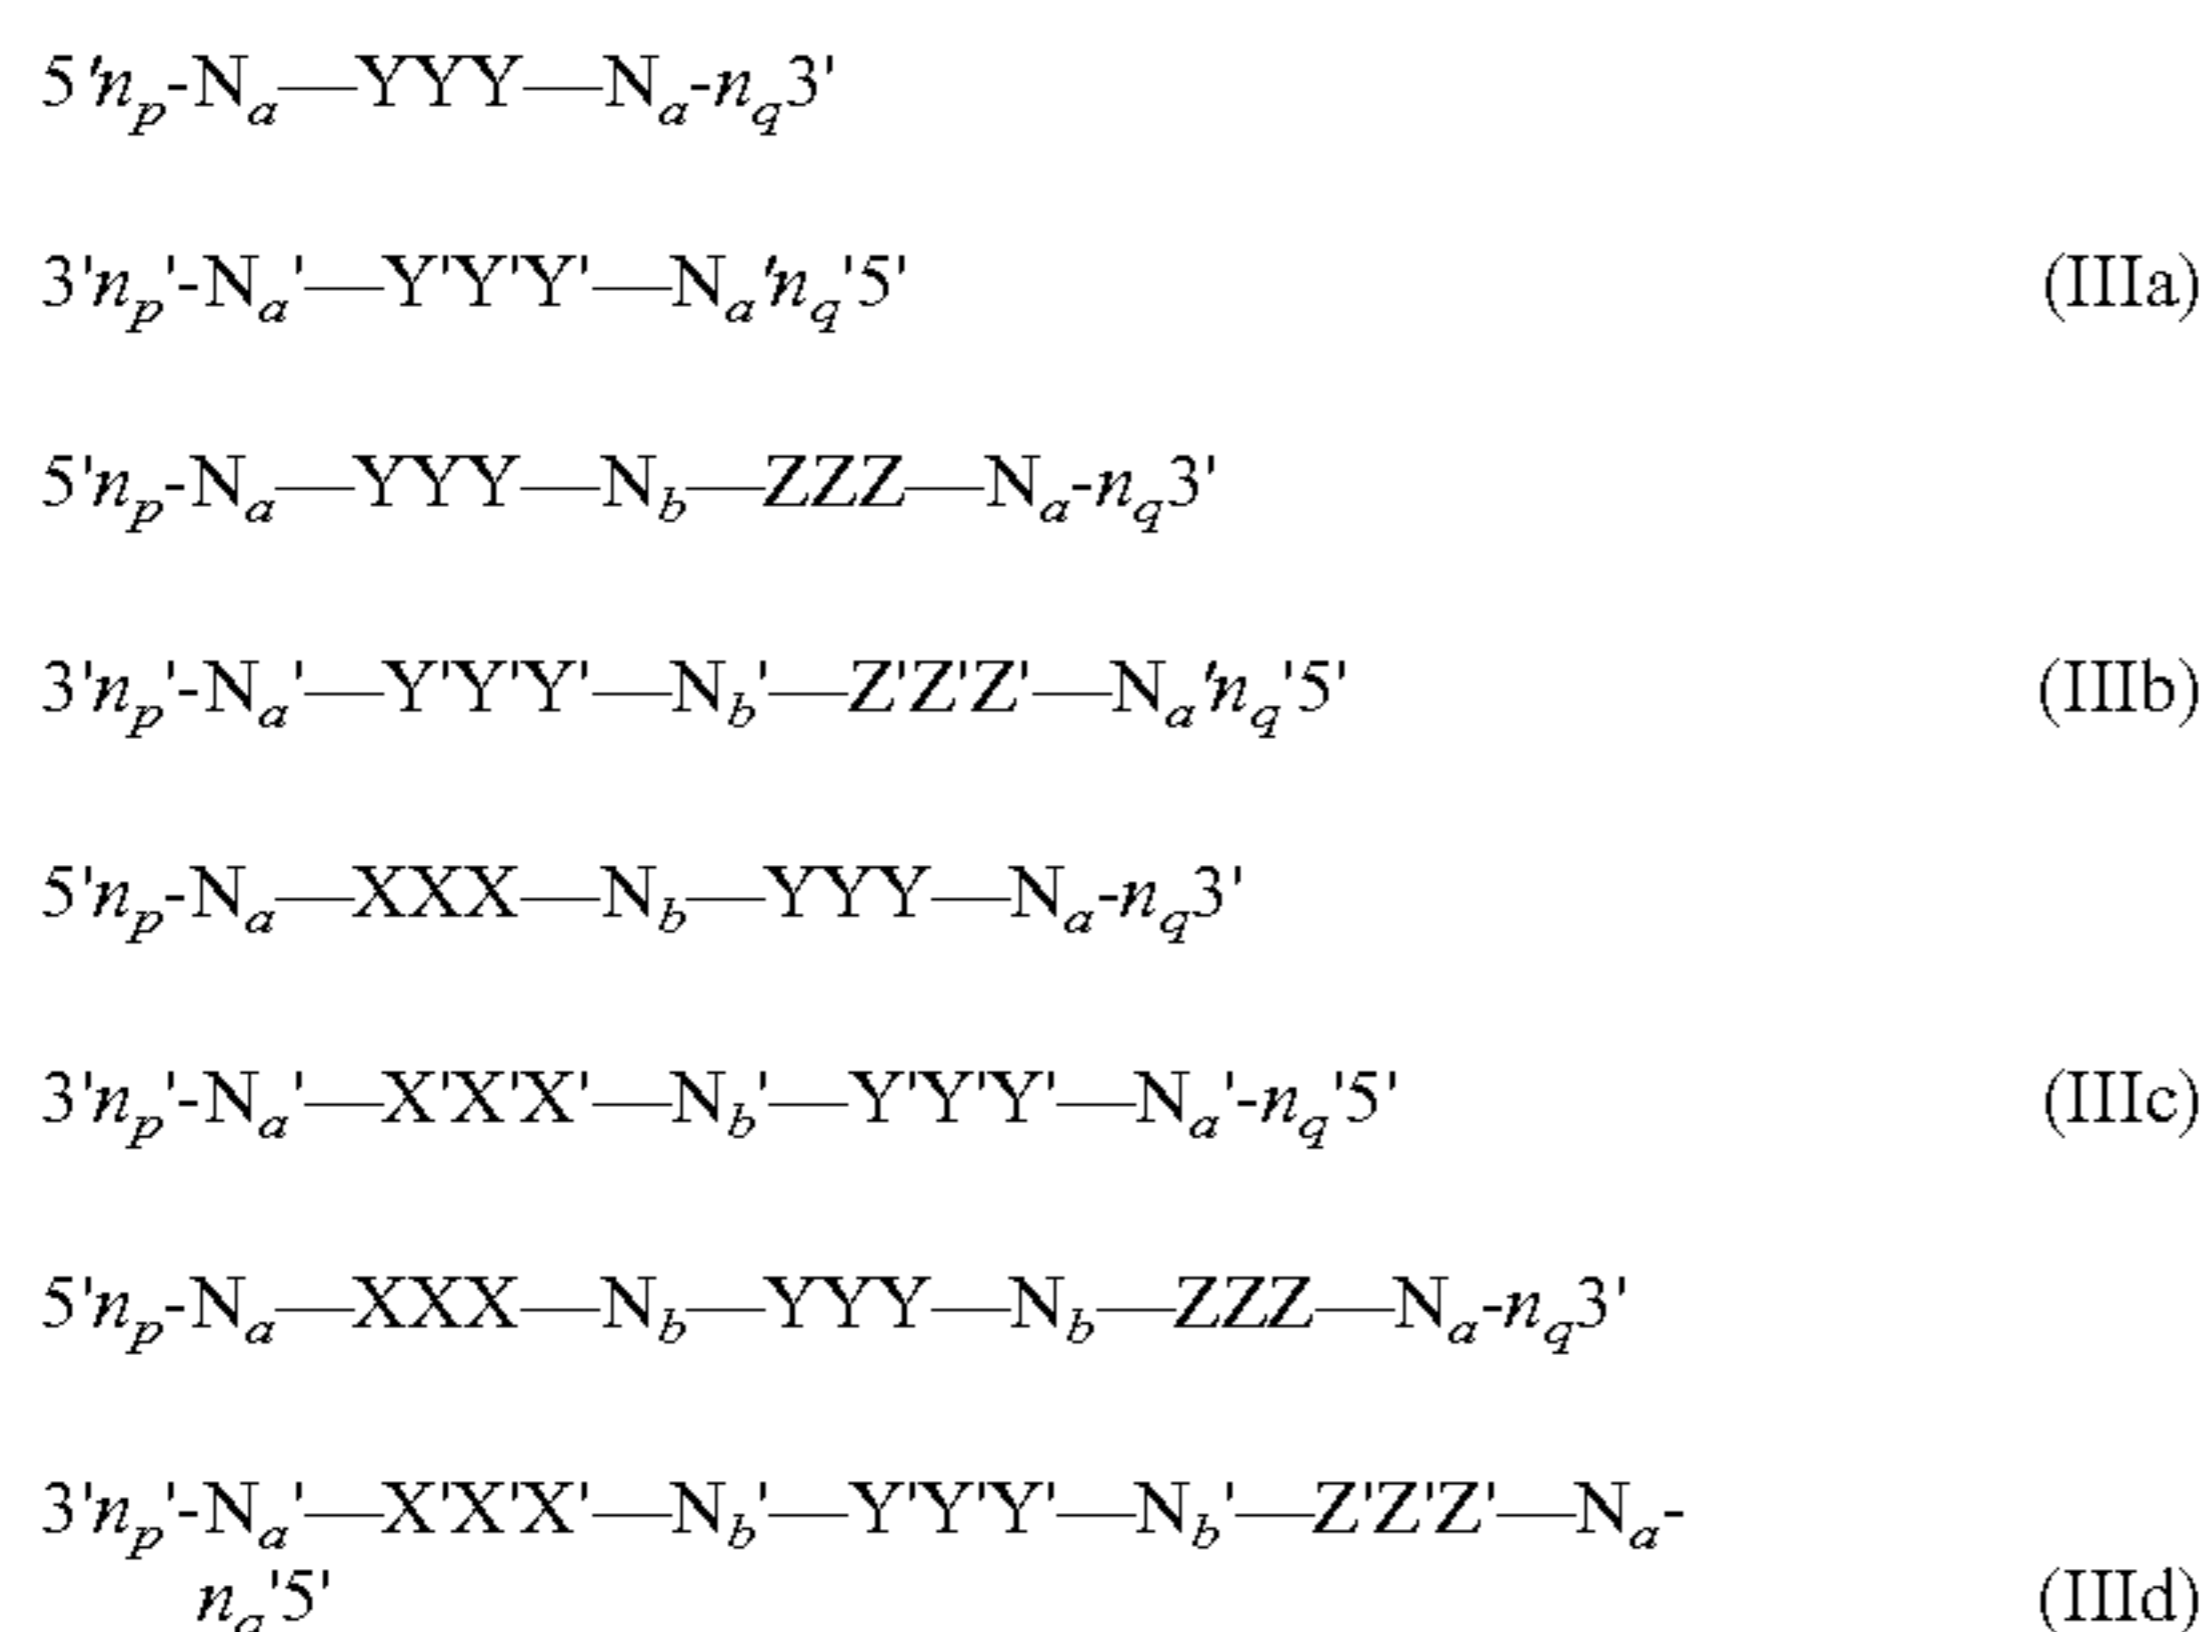 5'n_p-N_a—YYY—N_a-n_q3'
3'n_p'-N_a'—Y'Y'Y'—N_a'n_q'5' (IIIa)
5'n_p-N_a—YYY—N_b—ZZZ—N_a-n_q3'
3'n_p'-N_a'—Y'Y'Y'—N_b'—Z'Z'Z'—N_a'n_q'5' (IIIb)
5'n_p-N_a—XXX—N_b—YYY—N_a-n_q3'
3'n_p'-N_a'—X'X'X'—N_b'—Y'Y'Y'—N_a'-n_q'5' (IIIc)
5'n_p-N_a—XXX—N_b—YYY—N_b—ZZZ—N_a-n_q3'
3'n_p'-N_a'—X'X'X'—N_b'—Y'Y'Y'—N_b'—Z'Z'Z'—N_a-
n_q'5' (IIId)